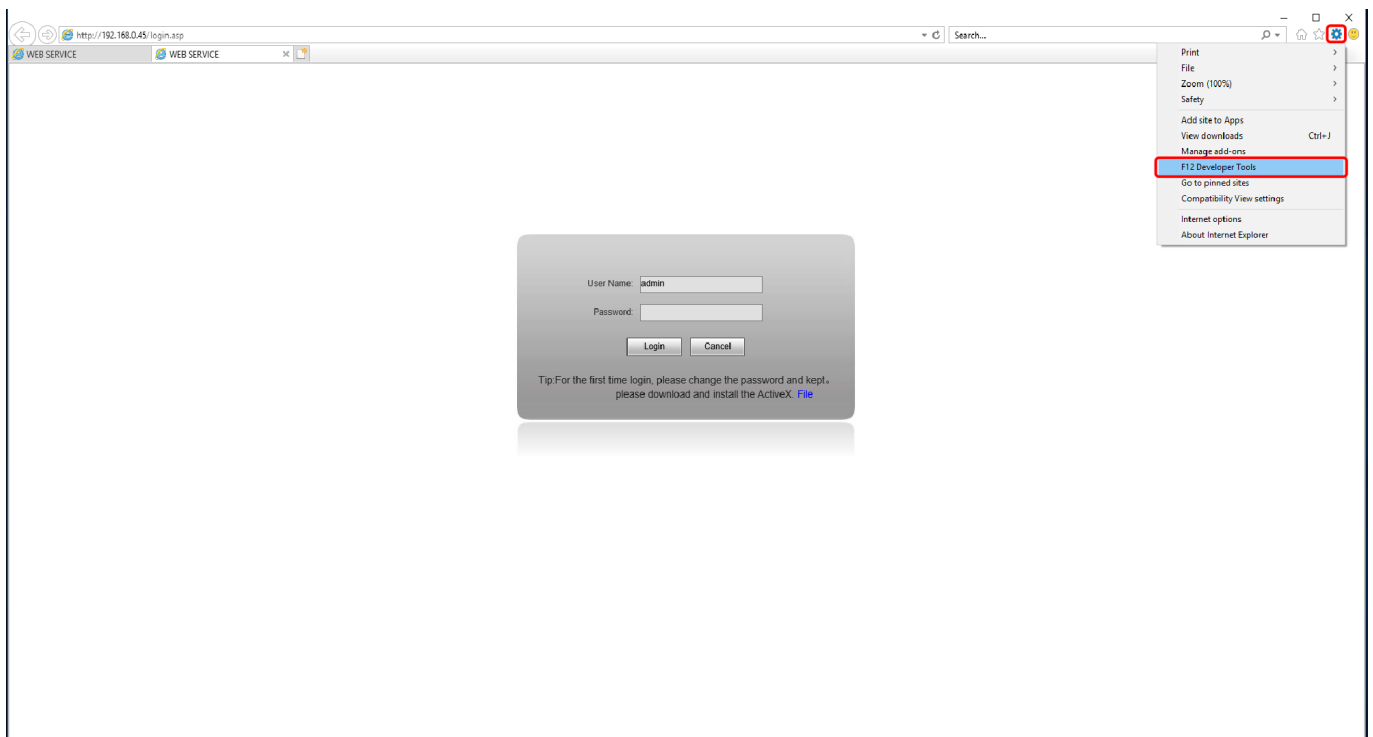 http://192.168.0.45/login.asp
Search...
WEB SERVICE
WEB SERVICE
Print
File
Zoom (100%)
Safety
Add site to Apps
View downloads Ctrl+J
Manage add-ons
F12 Developer Tools
Go to pinned sites
Compatibility View settings
Internet options
About Internet Explorer
User Name: admin
Password:
Login Cancel
Tip:For the first time login, please change the password and kept。
please download and install the ActiveX. File